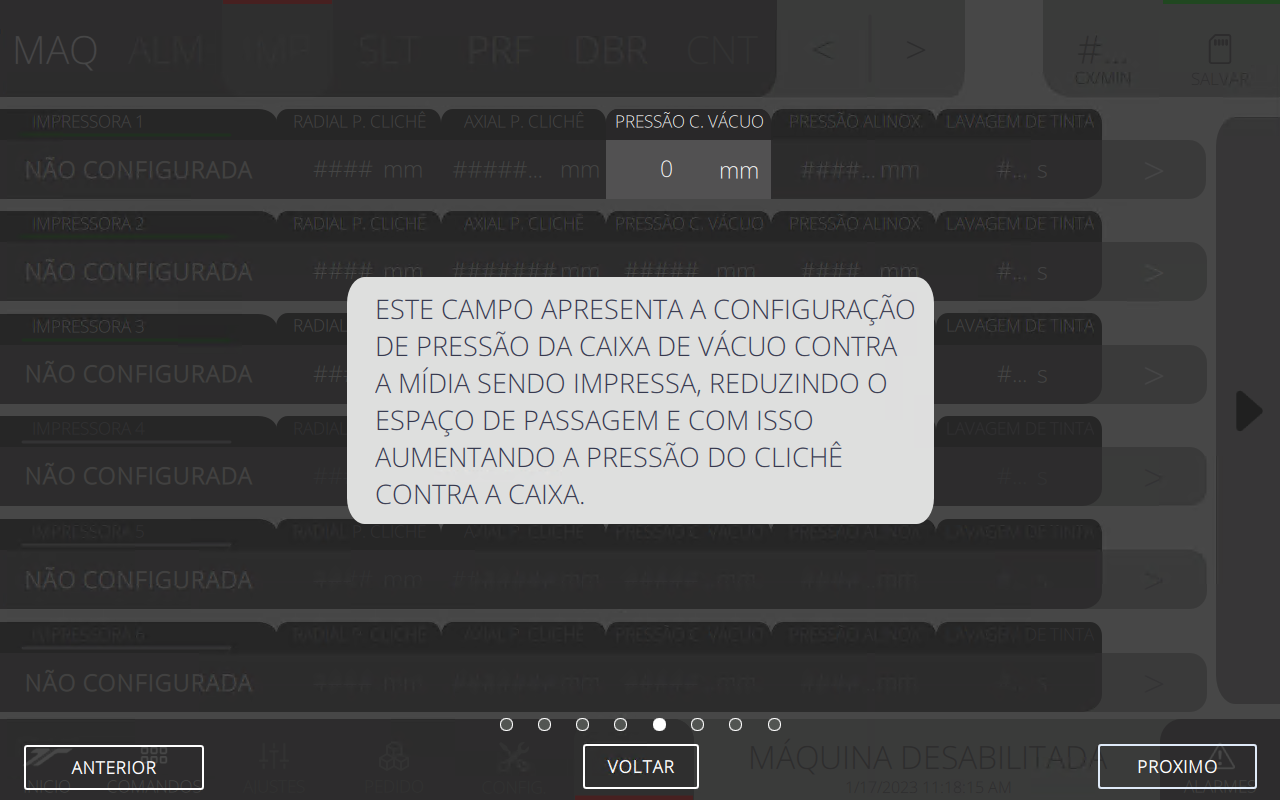 MAQ ALM IMP SLT PRF DBR CNT < > #... CX/MIN SALVAR
IMPRESSORA 1 RADIAL P. CLICHÊ AXIAL P. CLICHÊ PRESSÃO C. VÁCUO PRESSÃO ALINOX LAVAGEM DE TINTA
NÃO CONFIGURADA #### mm #####... mm 0 mm ####... mm #... s >
IMPRESSORA 2 RADIAL P. CLICHÊ AXIAL P. CLICHÊ PRESSÃO C. VÁCUO PRESSÃO ALINOX LAVAGEM DE TINTA
NÃO CONFIGURADA #### mm ####### mm #####... mm ####... mm #... s >
ESTE CAMPO APRESENTA A CONFIGURAÇÃO
DE PRESSÃO DA CAIXA DE VÁCUO CONTRA
A MÍDIA SENDO IMPRESSA, REDUZINDO O
ESPAÇO DE PASSAGEM E COM ISSO
AUMENTANDO A PRESSÃO DO CLICHÊ
CONTRA A CAIXA.
IMPRESSORA 3 RADIAL LAVAGEM DE TINTA
NÃO CONFIGURADA ## #... s >
IMPRESSORA 4 RADIAL LAVAGEM DE TINTA
NÃO CONFIGURADA #... s >
IMPRESSORA 5 RADIAL P. CLICHÊ AXIAL P. CLICHÊ PRESSÃO C. VÁCUO PRESSÃO ALINOX LAVAGEM DE TINTA
NÃO CONFIGURADA #### mm ####### mm #####... mm ####... mm #... s >
IMPRESSORA 6 RADIAL P. CLICHÊ AXIAL P. CLICHÊ PRESSÃO C. VÁCUO PRESSÃO ALINOX LAVAGEM DE TINTA
NÃO CONFIGURADA #### mm ####### mm #####... mm ####... mm #... s >
ANTERIOR VOLTAR PROXIMO
INICIO COMANDOS AJUSTES PEDIDO CONFIG MÁQUINA DESABILITADA ALARMES
1/17/2023 11:18:15 AM